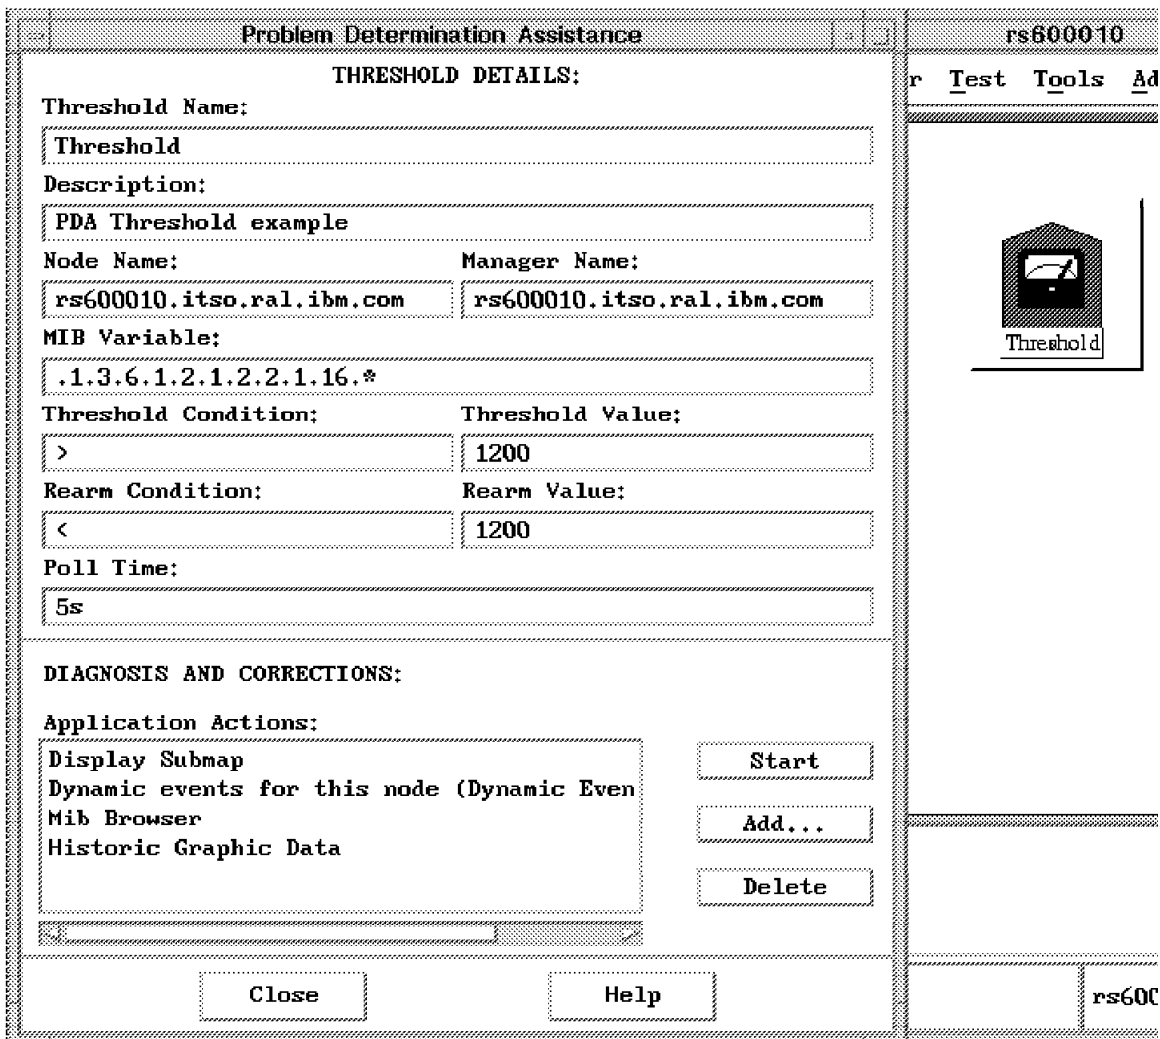 Problem Determination Assistance
THRESHOLD DETAILS:
Threshold Name:
Threshold
Description:
PDA Threshold example
Node Name: Manager Name:
rs600010.itso.ral.ibm.com rs600010.itso.ral.ibm.com
MIB Variable:
.1.3.6.1.2.1.2.2.1.16.*
Threshold Condition: Threshold Value:
> 1200
Rearm Condition: Rearm Value:
< 1200
Poll Time:
5s
DIAGNOSIS AND CORRECTIONS:
Application Actions:
Display Submap
Dynamic events for this node (Dynamic Even
Mib Browser
Historic Graphic Data
Start
Add...
Delete
Close Help
rs600010
r Test Tools Ad
Threshold
rs600